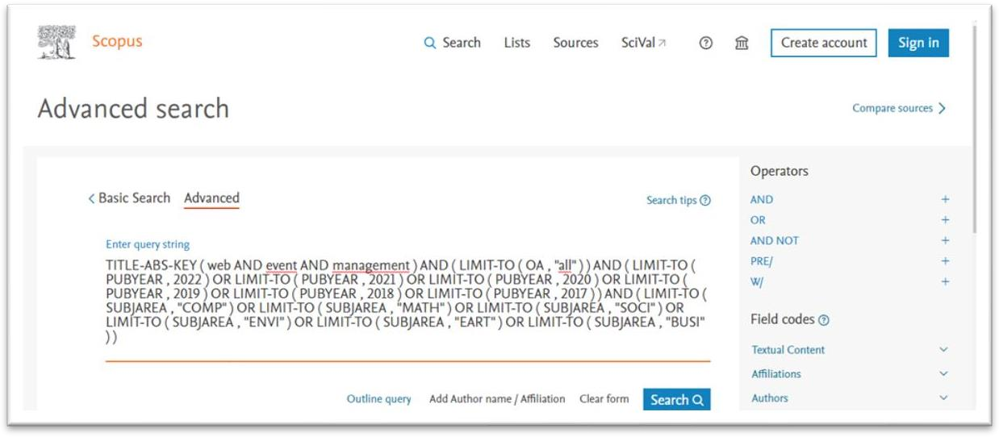 Scopus
Search Lists Sources SciVal Create account Sign in
Advanced search
Compare sources
Basic Search Advanced
Search tips
Enter query string
TITLE-ABS-KEY ( web AND event AND management ) AND ( LIMIT-TO ( OA , "all" ) ) AND ( LIMIT-TO (
PUBYEAR , 2022 ) OR LIMIT-TO ( PUBYEAR , 2021 ) OR LIMIT-TO ( PUBYEAR , 2020 ) OR LIMIT-TO (
PUBYEAR , 2019 ) OR LIMIT-TO ( PUBYEAR , 2018 ) OR LIMIT-TO ( PUBYEAR , 2017 ) ) AND ( LIMIT-TO (
SUBJAREA , "COMP" ) OR LIMIT-TO ( SUBJAREA , "MATH" ) OR LIMIT-TO ( SUBJAREA , "SOCI" ) OR
LIMIT-TO ( SUBJAREA , "ENVI" ) OR LIMIT-TO ( SUBJAREA , "EART" ) OR LIMIT-TO ( SUBJAREA , "BUSI"
) )
Outline query Add Author name / Affiliation Clear form Search
Operators
AND +
OR +
AND NOT +
PRE/ +
W/ +
Field codes
Textual Content
Affiliations
Authors